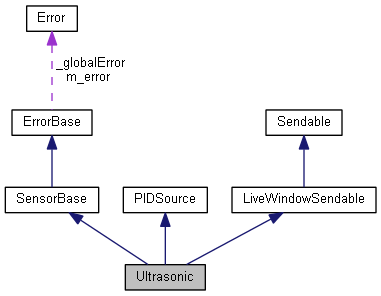 Error
_globalError
m_error
ErrorBase
Sendable
SensorBase
PIDSource
LiveWindowSendable
Ultrasonic